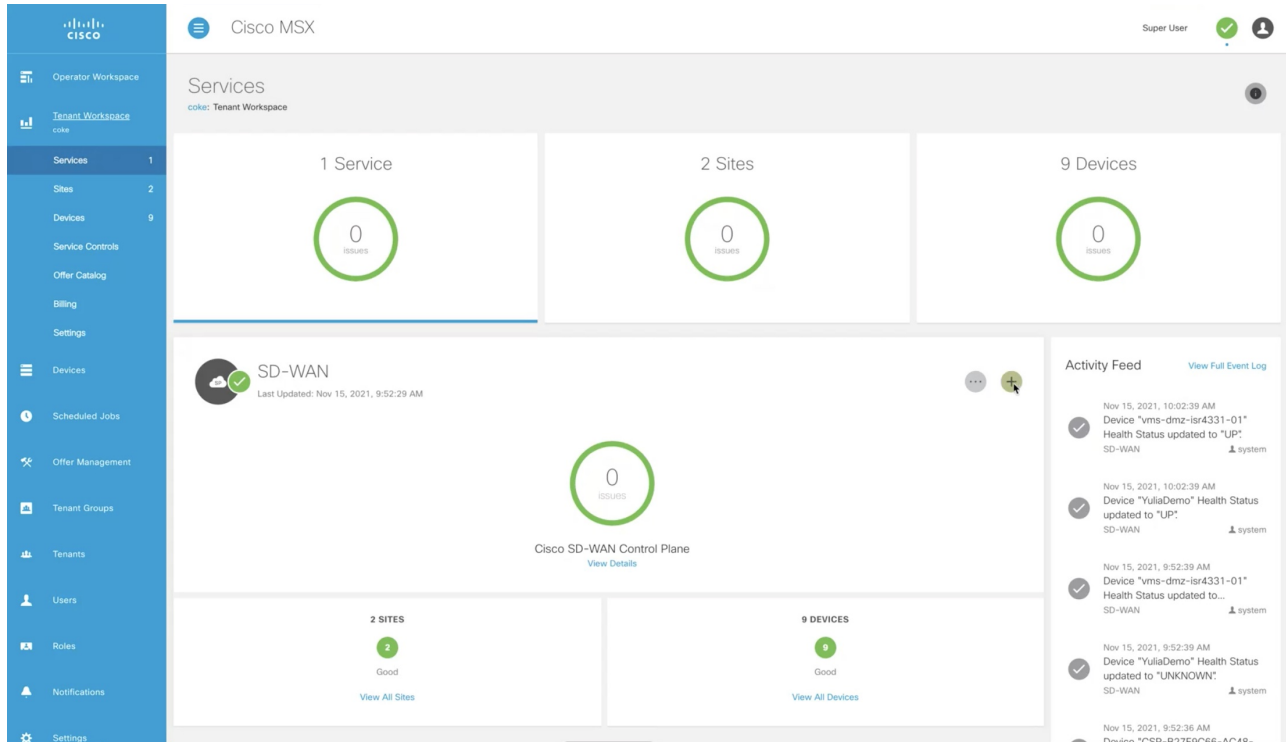 CISCO
Cisco MSX
Super User
Operator Workspace
Tenant Workspace
coke
Services 1
Sites 2
Devices 9
Service Controls
Offer Catalog
Billing
Settings
Devices
Scheduled Jobs
Offer Management
Tenant Groups
Tenants
Users
Roles
Notifications
Settings
Services
coke: Tenant Workspace
1 Service
0
issues
2 Sites
0
issues
9 Devices
0
issues
SP
SD-WAN
Last Updated: Nov 15, 2021, 9:52:29 AM
0
issues
Cisco SD-WAN Control Plane
View Details
2 SITES
2
Good
View All Sites
9 DEVICES
9
Good
View All Devices
Activity Feed
View Full Event Log
Nov 15, 2021, 10:02:39 AM
Device "vms-dmz-isr4331-01"
Health Status updated to "UP".
SD-WAN system
Nov 15, 2021, 10:02:39 AM
Device "YuliaDemo" Health Status
updated to "UP".
SD-WAN system
Nov 15, 2021, 9:52:39 AM
Device "vms-dmz-isr4331-01"
Health Status updated to...
SD-WAN system
Nov 15, 2021, 9:52:39 AM
Device "YuliaDemo" Health Status
updated to "UNKNOWN".
SD-WAN system
Nov 15, 2021, 9:52:36 AM